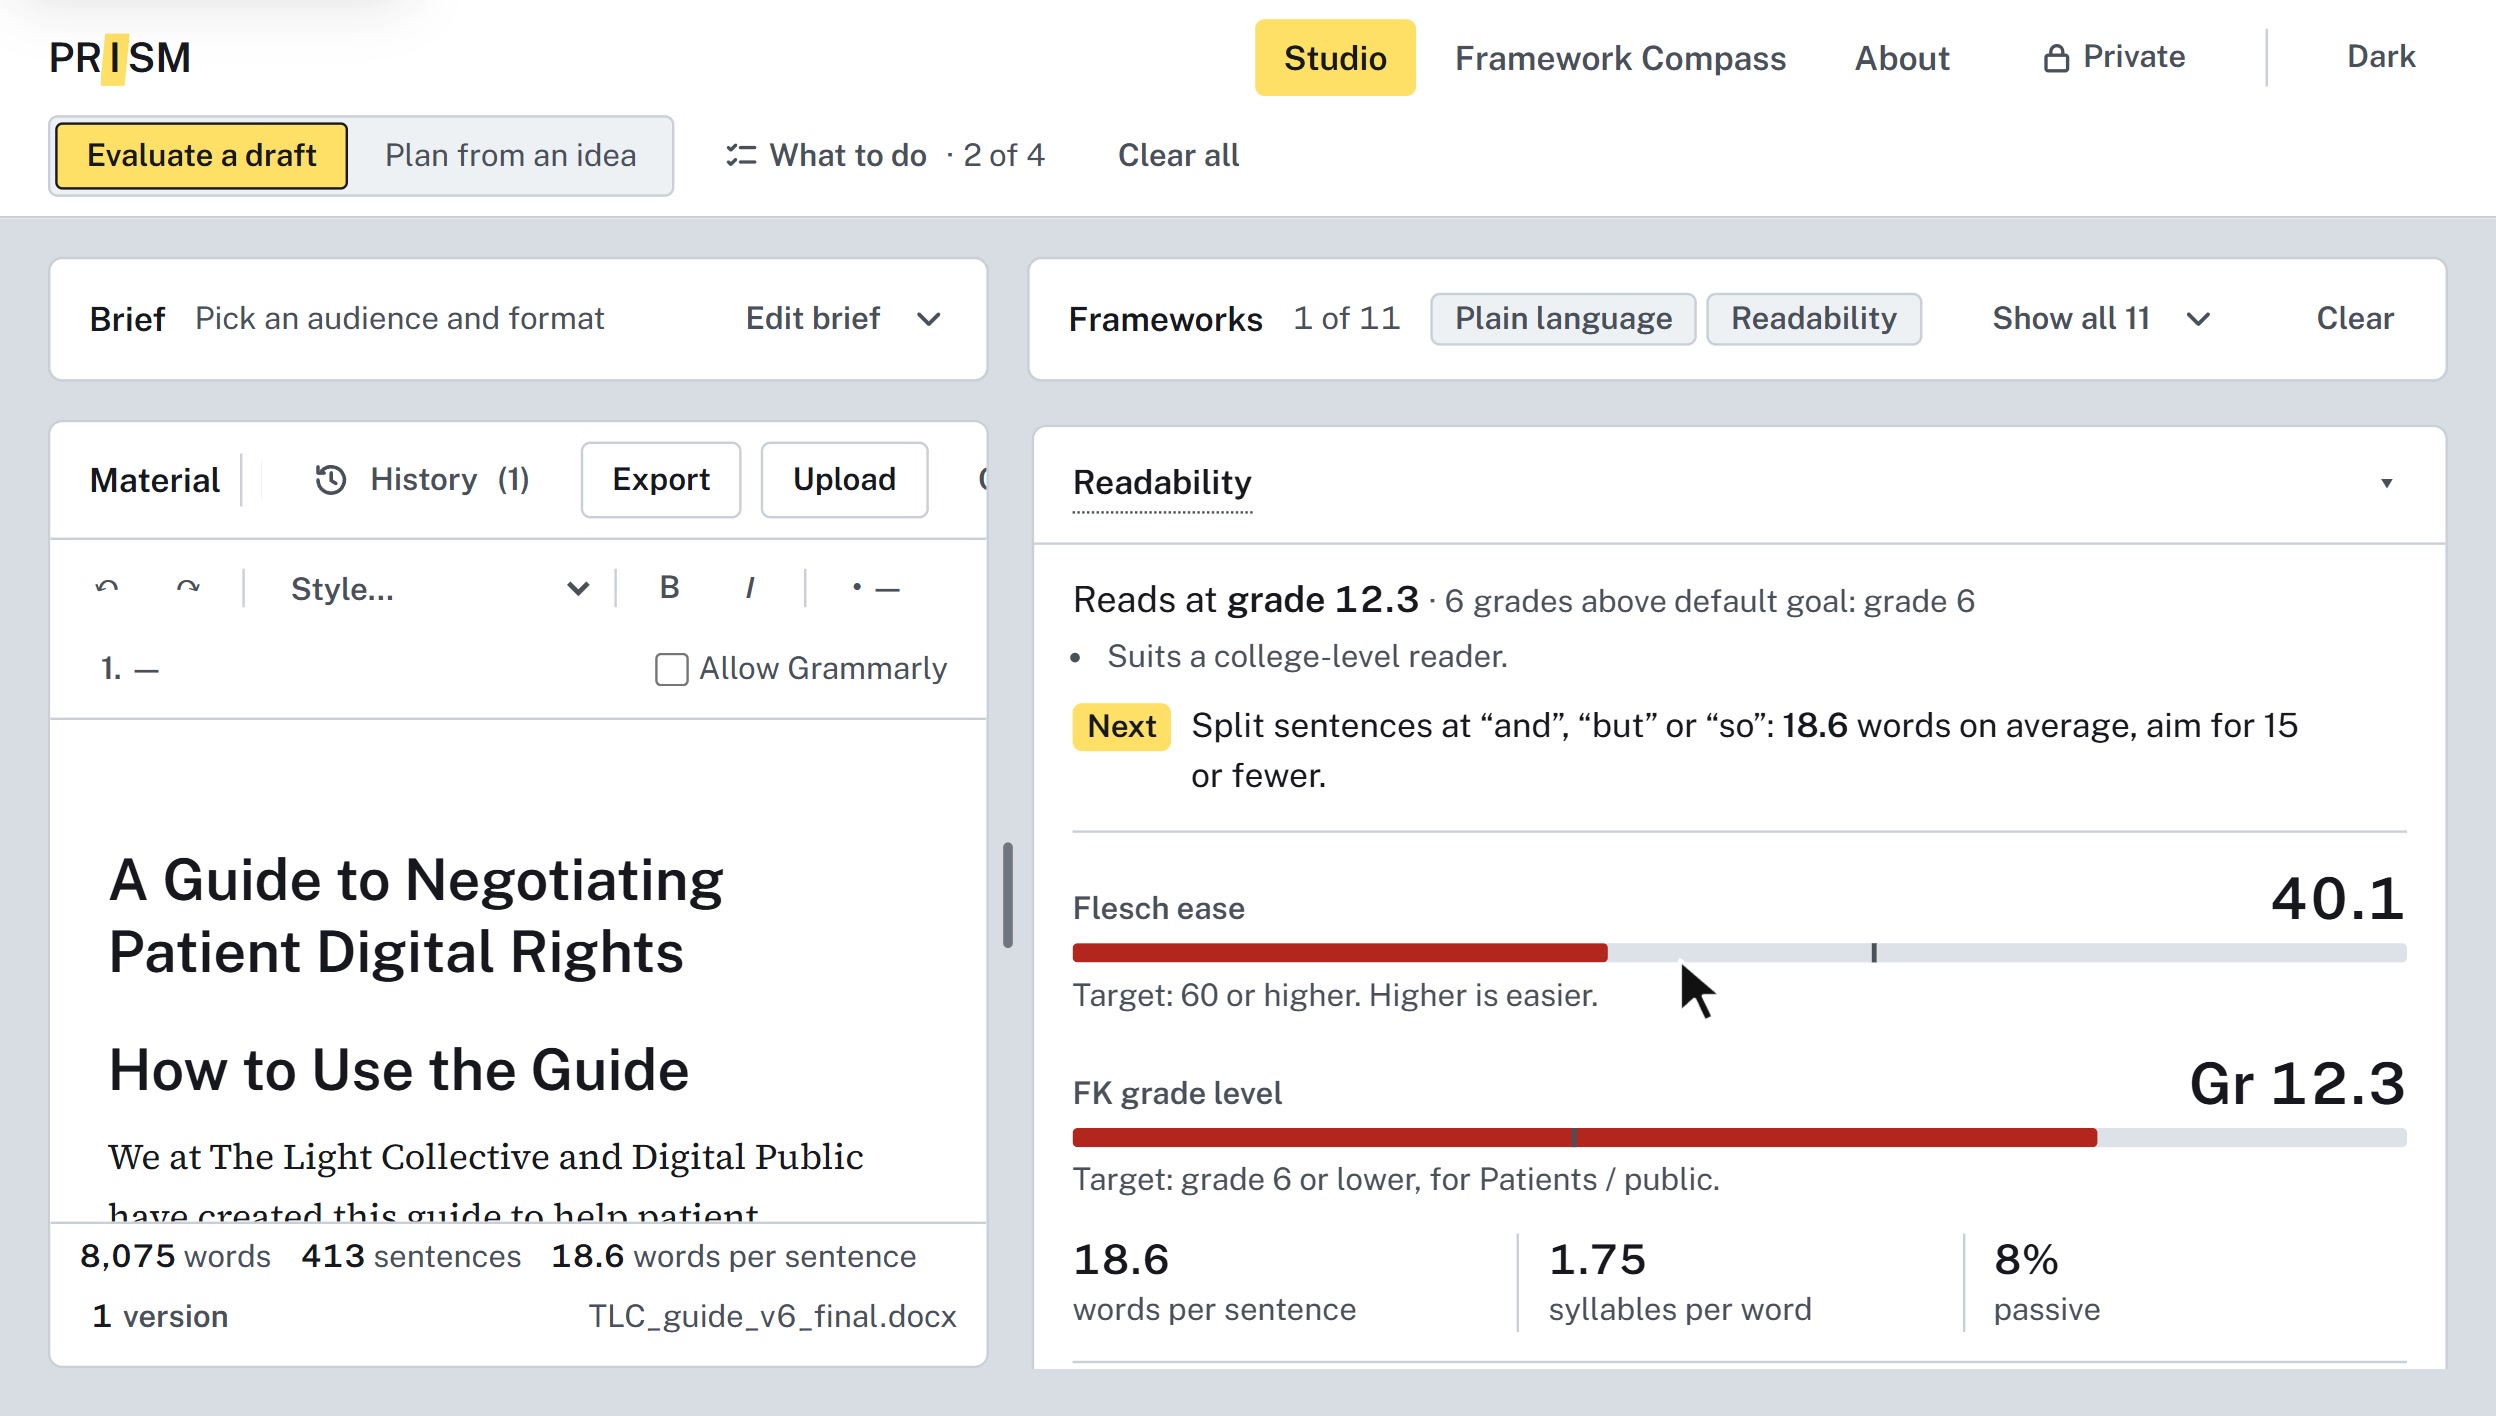 PRISM
Studio
Framework Compass
About
Private
Dark
Evaluate a draft
Plan from an idea
What to do · 2 of 4
Clear all
Brief Pick an audience and format
Edit brief
Frameworks 1 of 11
Plain language
Readability
Show all 11
Clear
Material
History (1)
Export
Upload
Style...
B
I
• —
1. —
Allow Grammarly
A Guide to Negotiating
Patient Digital Rights
How to Use the Guide
We at The Light Collective and Digital Public
have created this guide to help patient
8,075 words 413 sentences 18.6 words per sentence
1 version
TLC_guide_v6_final.docx
Readability
Reads at grade 12.3 · 6 grades above default goal: grade 6
• Suits a college-level reader.
Next Split sentences at “and”, “but” or “so”: 18.6 words on average, aim for 15
or fewer.
Flesch ease
40.1
Target: 60 or higher. Higher is easier.
FK grade level
Gr 12.3
Target: grade 6 or lower, for Patients / public.
18.6
words per sentence
1.75
syllables per word
8%
passive